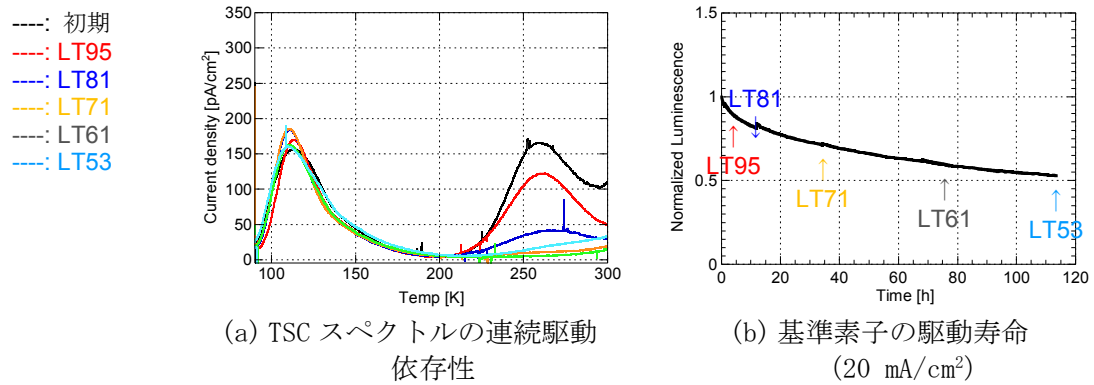 ----: 初期
----: LT95
----: LT81
----: LT71
----: LT61
----: LT53
Current density [pA/cm²]
350
300
250
200
150
100
50
0
100
150
200
250
300
Temp [K]
(a) TSC スペクトルの連続駆動
依存性
Normalized Luminescence
1.5
1
0.5
0
0
20
40
60
80
100
120
Time [h]
LT81
LT95
LT71
LT61
LT53
(b) 基準素子の駆動寿命
(20 mA/cm²)